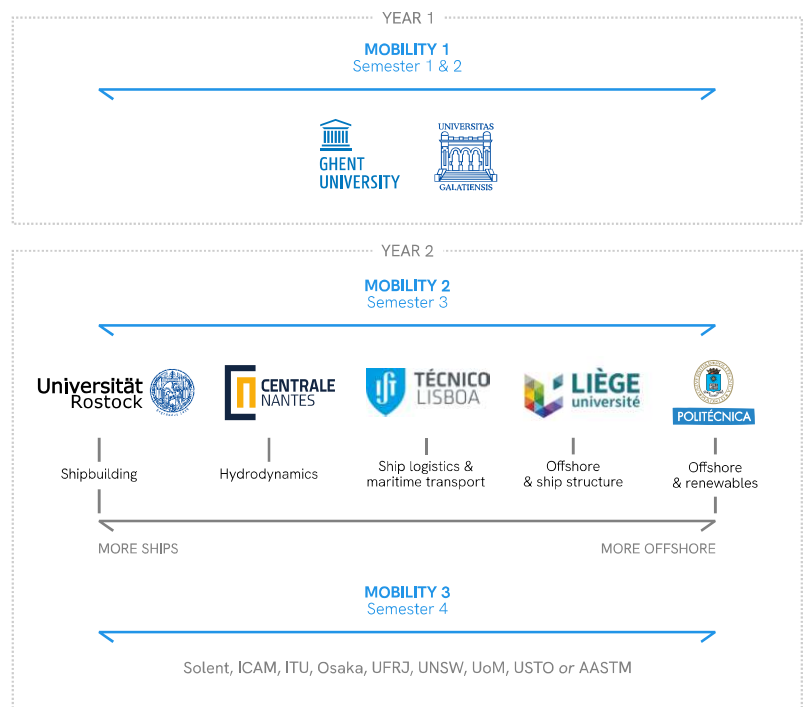 YEAR 1
MOBILITY 1
Semester 1 & 2
GHENT
UNIVERSITY
UNIVERSITAS
GALATIENSIS
YEAR 2
MOBILITY 2
Semester 3
Universität
Rostock
CENTRALE
NANTES
TÉCNICO
LISBOA
LIÈGE
université
POLITÉCNICA
Shipbuilding
Hydrodynamics
Ship logistics &
maritime transport
Offshore
& ship structure
Offshore
& renewables
MORE SHIPS
MORE OFFSHORE
MOBILITY 3
Semester 4
Solent, ICAM, ITU, Osaka, UFRJ, UNSW, UoM, USTO or AASTM